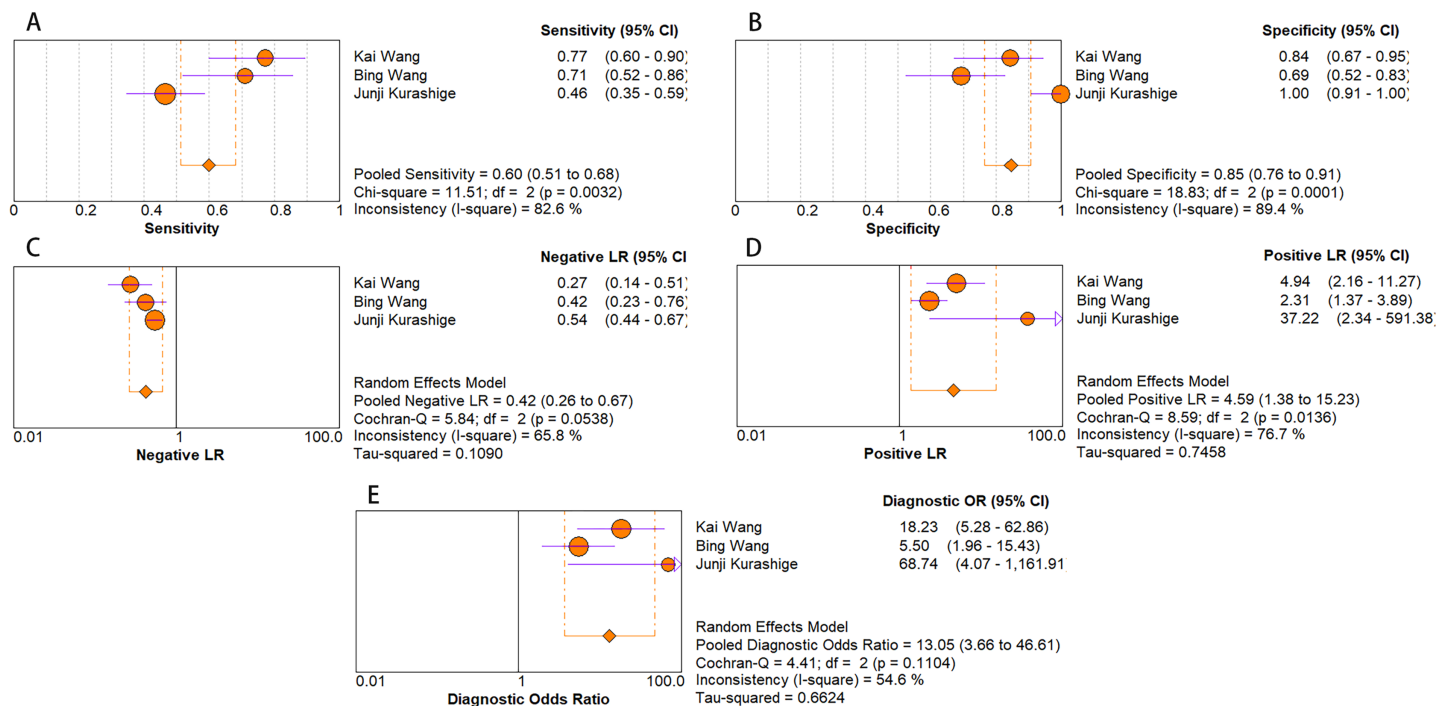 A
Sensitivity (95% CI)
Kai Wang 0.77 (0.60 - 0.90)
Bing Wang 0.71 (0.52 - 0.86)
Junji Kurashige 0.46 (0.35 - 0.59)
Pooled Sensitivity = 0.60 (0.51 to 0.68)
Chi-square = 11.51; df = 2 (p = 0.0032)
Inconsistency (I-square) = 82.6 %
0 0.2 0.4 0.6 0.8 1
Sensitivity
B
Specificity (95% CI)
Kai Wang 0.84 (0.67 - 0.95)
Bing Wang 0.69 (0.52 - 0.83)
Junji Kurashige 1.00 (0.91 - 1.00)
Pooled Specificity = 0.85 (0.76 to 0.91)
Chi-square = 18.83; df = 2 (p = 0.0001)
Inconsistency (I-square) = 89.4 %
0 0.2 0.4 0.6 0.8 1
Specificity
C
Negative LR (95% CI
Kai Wang 0.27 (0.14 - 0.51)
Bing Wang 0.42 (0.23 - 0.76)
Junji Kurashige 0.54 (0.44 - 0.67)
Random Effects Model
Pooled Negative LR = 0.42 (0.26 to 0.67)
Cochran-Q = 5.84; df = 2 (p = 0.0538)
Inconsistency (I-square) = 65.8 %
Tau-squared = 0.1090
0.01 1 100.0
Negative LR
D
Positive LR (95% CI)
Kai Wang 4.94 (2.16 - 11.27)
Bing Wang 2.31 (1.37 - 3.89)
Junji Kurashige 37.22 (2.34 - 591.38)
Random Effects Model
Pooled Positive LR = 4.59 (1.38 to 15.23)
Cochran-Q = 8.59; df = 2 (p = 0.0136)
Inconsistency (I-square) = 76.7 %
Tau-squared = 0.7458
1 100.0
0.01
Positive LR
E
Diagnostic OR (95% CI)
Kai Wang 18.23 (5.28 - 62.86)
Bing Wang 5.50 (1.96 - 15.43)
Junji Kurashige 68.74 (4.07 - 1,161.91)
Random Effects Model
Pooled Diagnostic Odds Ratio = 13.05 (3.66 to 46.61)
Cochran-Q = 4.41; df = 2 (p = 0.1104)
Inconsistency (I-square) = 54.6 %
Tau-squared = 0.6624
0.01 1 100.0
Diagnostic Odds Ratio